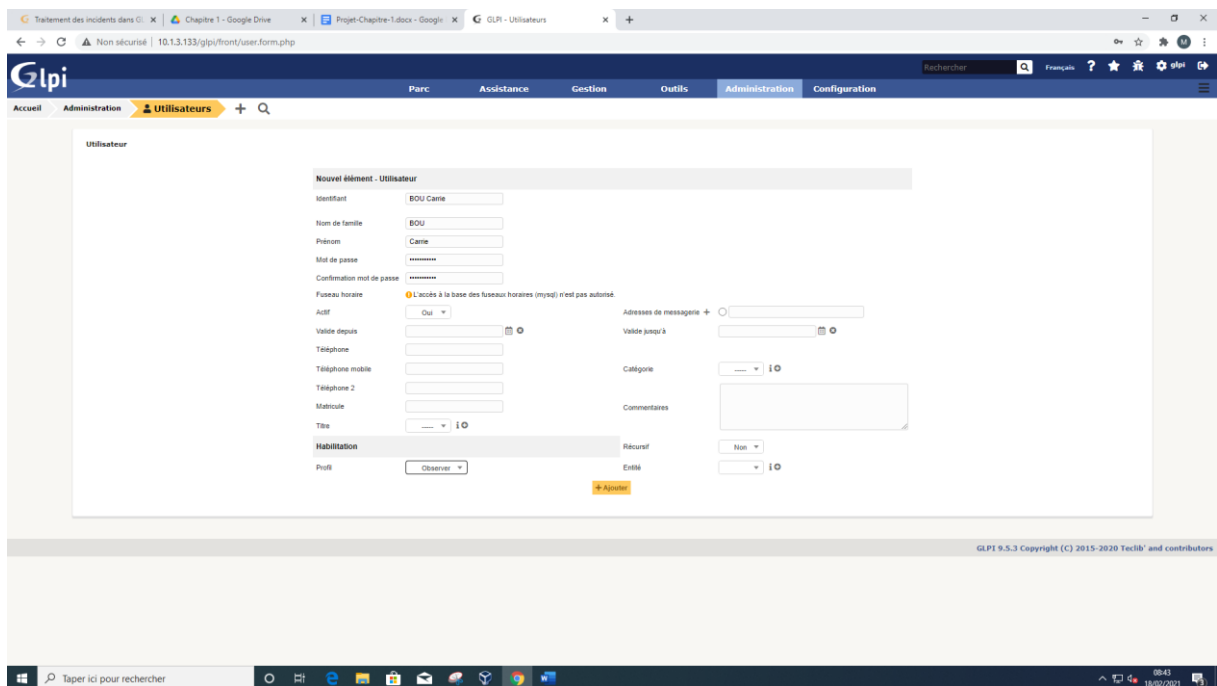 Traitement des incidents dans GL
Chapitre 1 - Google Drive
Projet-Chapitre-1.docx - Google
GLPI - Utilisateurs
Non sécurisé | 10.1.3.133/glpi/front/user.form.php
M
Glpi
Rechercher
Français
?
glpi
Parc Assistance Gestion Outils Administration Configuration
Accueil Administration Utilisateurs
Utilisateur
Nouvel élément - Utilisateur
Identifiant BOU Carrie
Nom de famille BOU
Prénom Carrie
Mot de passe •••••••••••
Confirmation mot de passe •••••••••••
Fuseau horaire L'accès à la base des fuseaux horaires (mysql) n'est pas autorisé.
Actif Oui Adresses de messagerie +
Valide depuis Valide jusqu'à
Téléphone
Téléphone mobile Catégorie -----
Téléphone 2
Matricule Commentaires
Titre -----
Habilitation Récursif Non
Profil Observer Entité
+ Ajouter
GLPI 9.5.3 Copyright (C) 2015-2020 Teclib' and contributors
Taper ici pour rechercher
08:43
18/02/2021